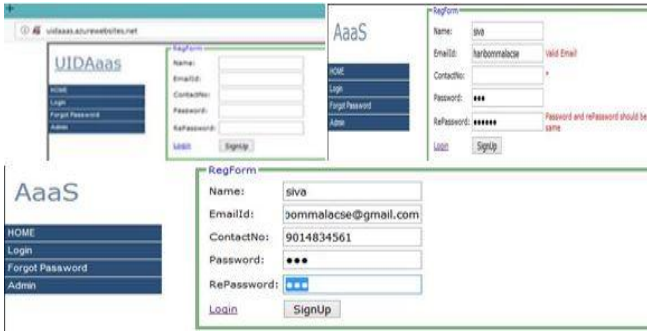 uidaaas.azurewebsites.net
UIDAaas
HOME
Login
Forgot Password
Admin
RegForm
Name:
EmailId:
ContactNo:
Password:
RePassword:
Login SignUp
AaaS
HOME
Login
Forgot Password
Admin
RegForm
Name: siva
EmailId: haribommalacse Valid Email
ContactNo: *
Password: •••
RePassword: •••••• Password and rePassword should be
same
Login SignUp
AaaS
HOME
Login
Forgot Password
Admin
RegForm
Name: siva
EmailId: bommalacse@gmail.com
ContactNo: 9014834561
Password: •••
RePassword: •••
Login SignUp